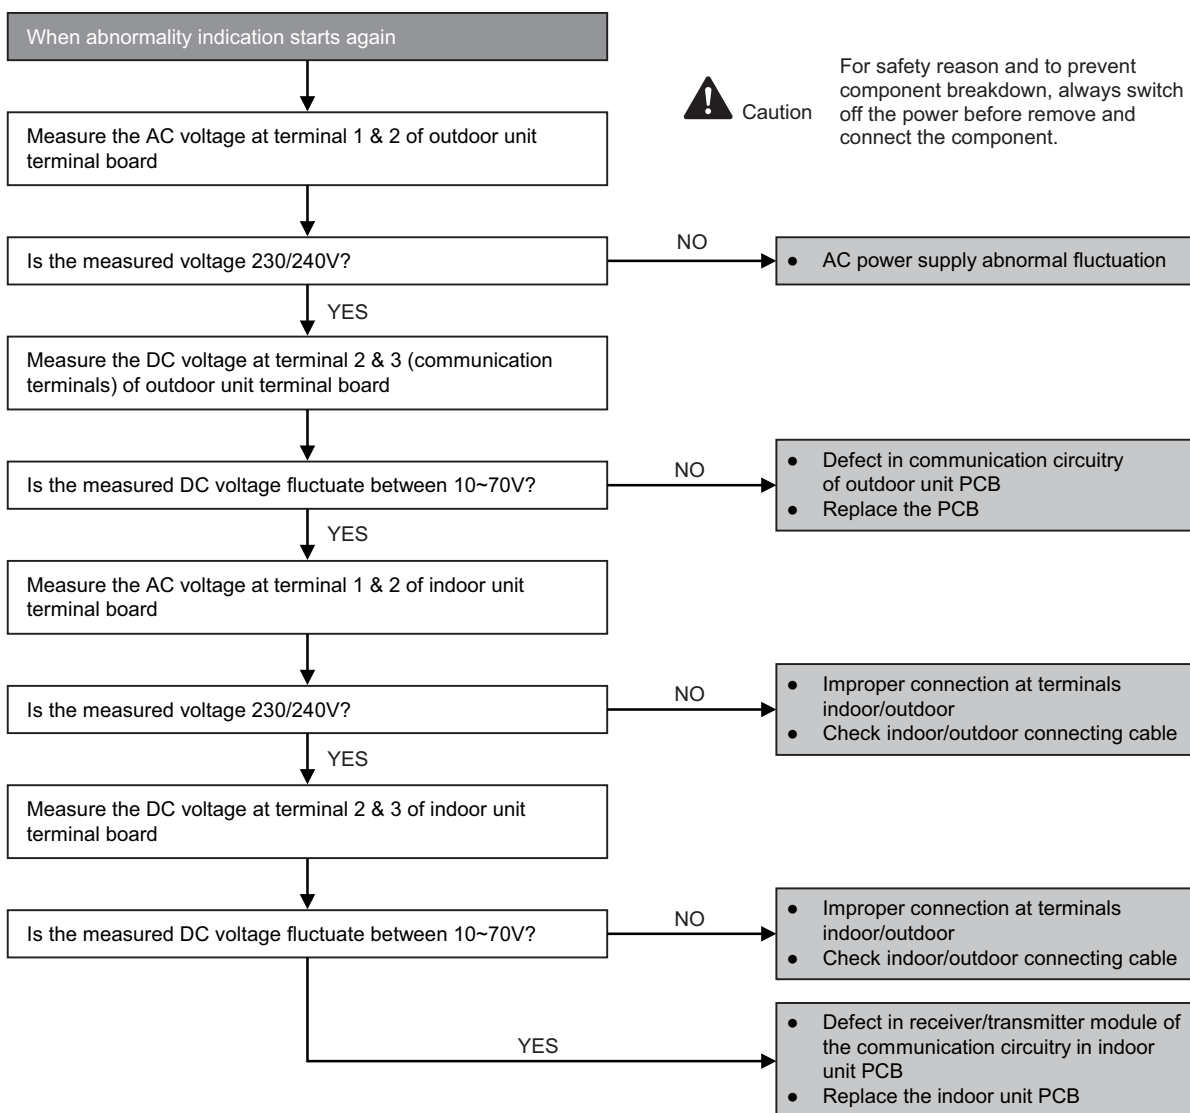 When abnormality indication starts again
Caution
For safety reason and to prevent
component breakdown, always switch
off the power before remove and
connect the component.
Measure the AC voltage at terminal 1 & 2 of outdoor unit
terminal board
Is the measured voltage 230/240V?
NO
● AC power supply abnormal fluctuation
YES
Measure the DC voltage at terminal 2 & 3 (communication
terminals) of outdoor unit terminal board
Is the measured DC voltage fluctuate between 10~70V?
NO
● Defect in communication circuitry
of outdoor unit PCB
● Replace the PCB
YES
Measure the AC voltage at terminal 1 & 2 of indoor unit
terminal board
Is the measured voltage 230/240V?
NO
● Improper connection at terminals
indoor/outdoor
● Check indoor/outdoor connecting cable
YES
Measure the DC voltage at terminal 2 & 3 of indoor unit
terminal board
Is the measured DC voltage fluctuate between 10~70V?
NO
● Improper connection at terminals
indoor/outdoor
● Check indoor/outdoor connecting cable
YES
● Defect in receiver/transmitter module of
the communication circuitry in indoor
unit PCB
● Replace the indoor unit PCB